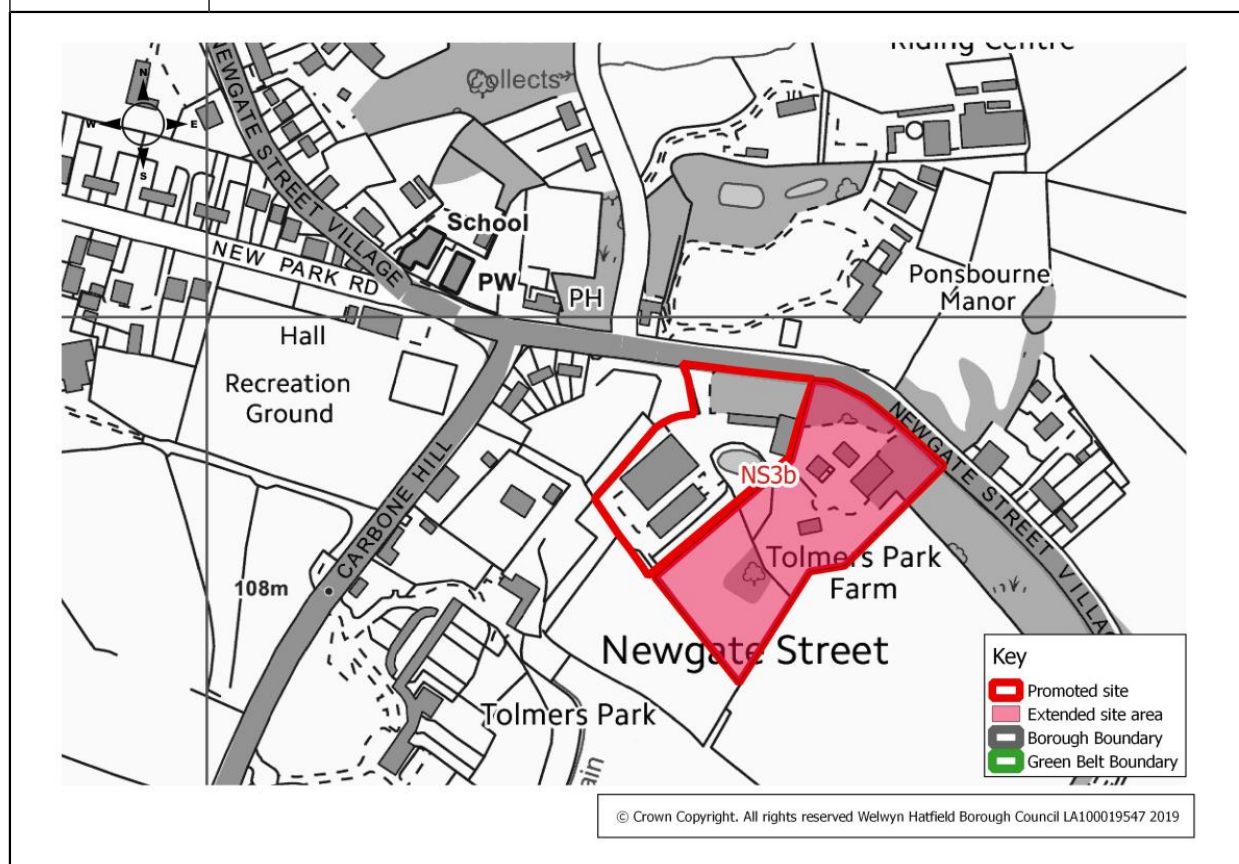 Riding Centre
Collects
N
W
E
S
NEWGATE STREET VILLAGE
School
NEW PARK RD
PW
PH
Ponsbourne
Manor
Hall
Recreation
Ground
NEWGATE STREET VILLAGE
CARBONE HILL
NS3b
Tolmers Park
Farm
108m
Newgate Street
Tolmers Park
Key
Promoted site
Extended site area
Borough Boundary
Green Belt Boundary
© Crown Copyright. All rights reserved Welwyn Hatfield Borough Council LA100019547 2019